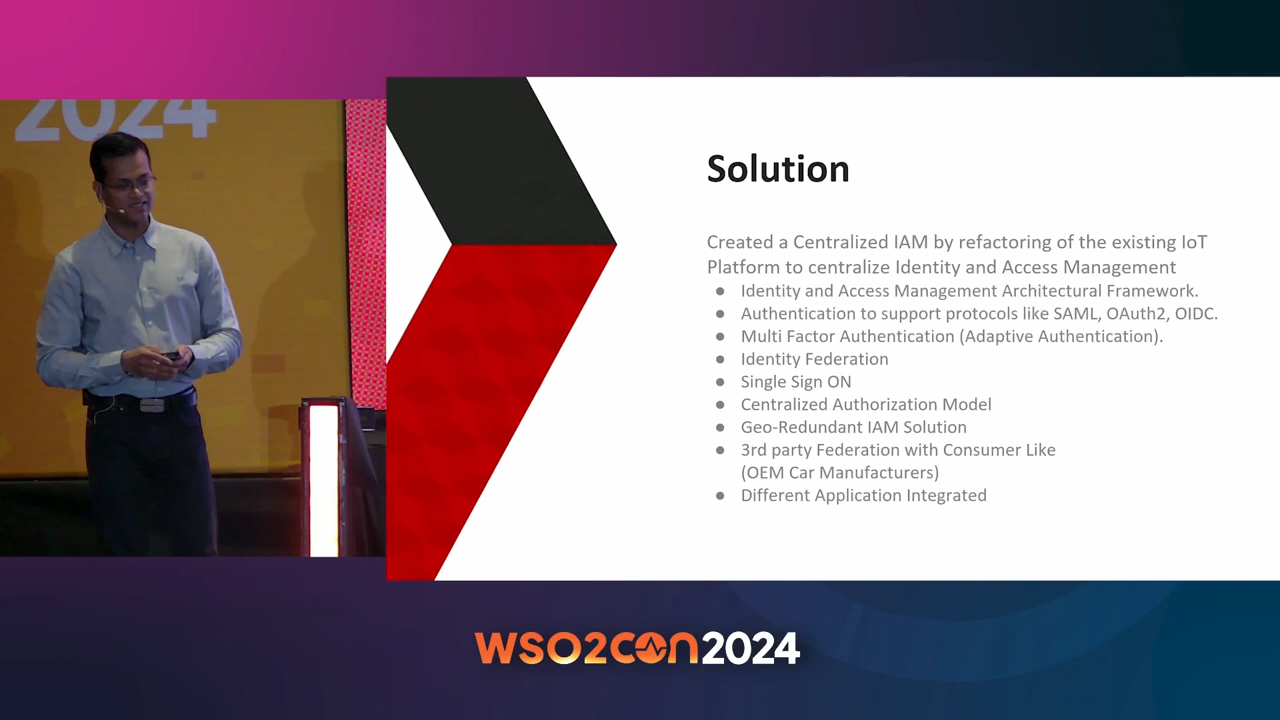 2024
Solution
Created a Centralized IAM by refactoring of the existing IoT
Platform to centralize Identity and Access Management
● Identity and Access Management Architectural Framework.
● Authentication to support protocols like SAML, OAuth2, OIDC.
● Multi Factor Authentication (Adaptive Authentication).
● Identity Federation
● Single Sign ON
● Centralized Authorization Model
● Geo-Redundant IAM Solution
● 3rd party Federation with Consumer Like
(OEM Car Manufacturers)
● Different Application Integrated
WSO2CON2024